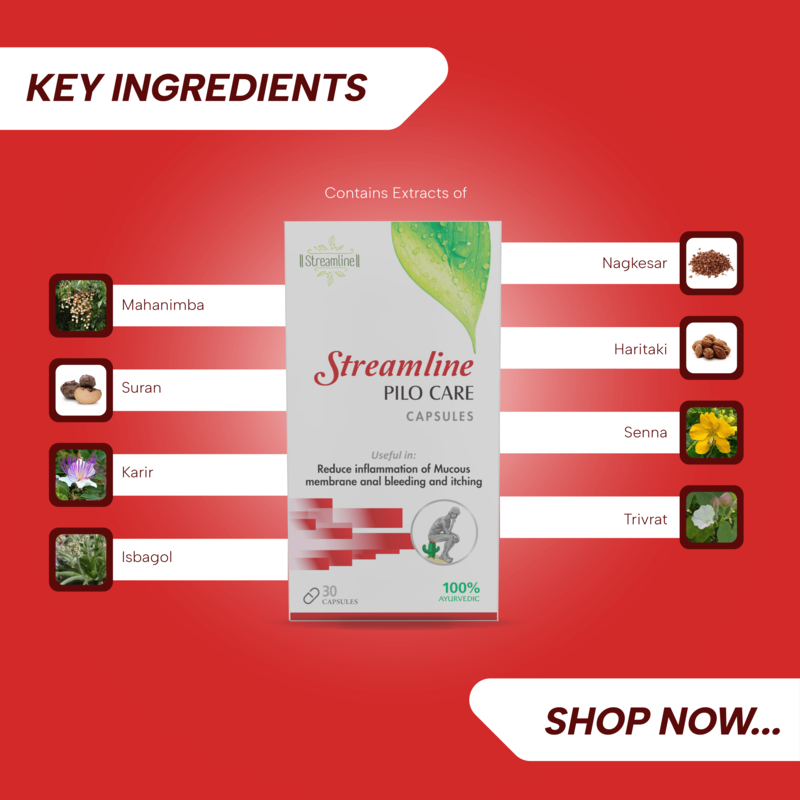 KEY INGREDIENTS
Contains Extracts of
Mahanimba
Suran
Karir
Isbagol
|| Streamline ||
Streamline
PILO CARE
CAPSULES
Useful in:
Reduce inflammation of Mucous
membrane anal bleeding and itching
30
CAPSULES
100%
AYURVEDIC
Nagkesar
Haritaki
Senna
Trivrat
SHOP NOW...